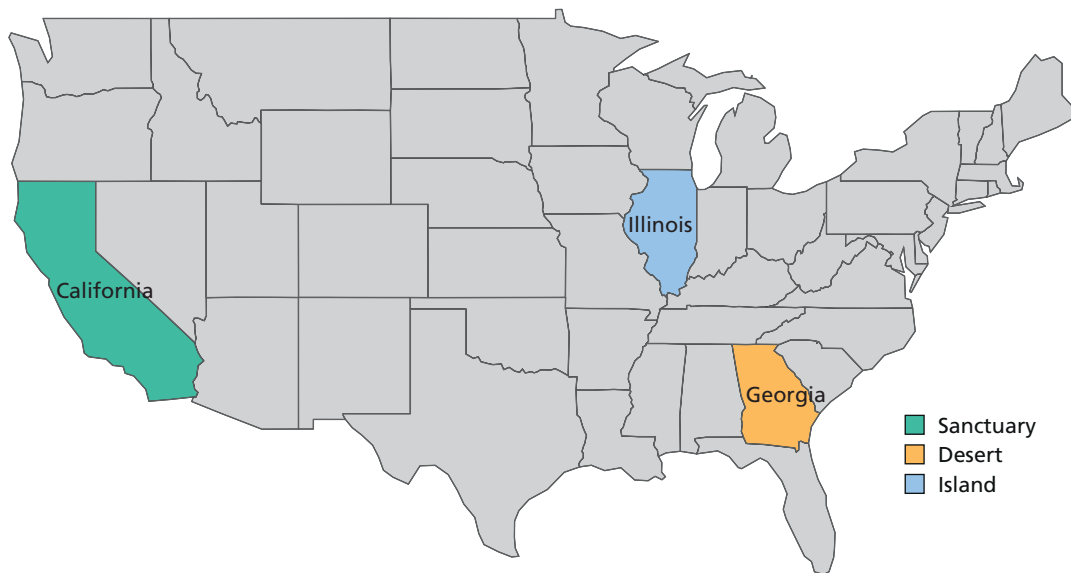 Illinois
California
Georgia
Sanctuary
Desert
Island